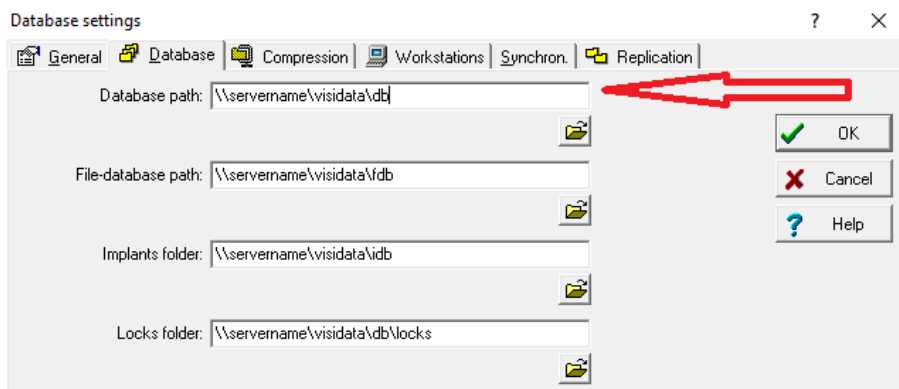 Database settings ? ×
General Database Compression Workstations Synchron. Replication
Database path: \\servername\visidata\db
OK
File-database path: \\servername\visidata\fdb
Cancel
? Help
Implants folder: \\servername\visidata\idb
Locks folder: \\servername\visidata\db\locks